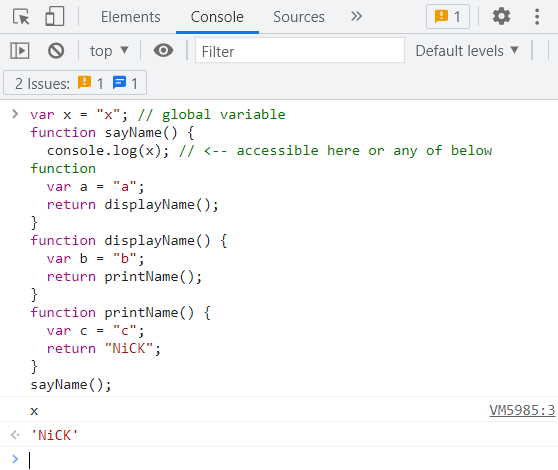 Elements Console Sources » 1
top ▼ Filter Default levels ▼
2 Issues: 1 1
> var x = "x"; // global variable
function sayName() {
  console.log(x); // <-- accessible here or any of below
function
  var a = "a";
  return displayName();
}
function displayName() {
  var b = "b";
  return printName();
}
function printName() {
  var c = "c";
  return "NiCK";
}
sayName();
x VM5985:3
'NiCK'
>